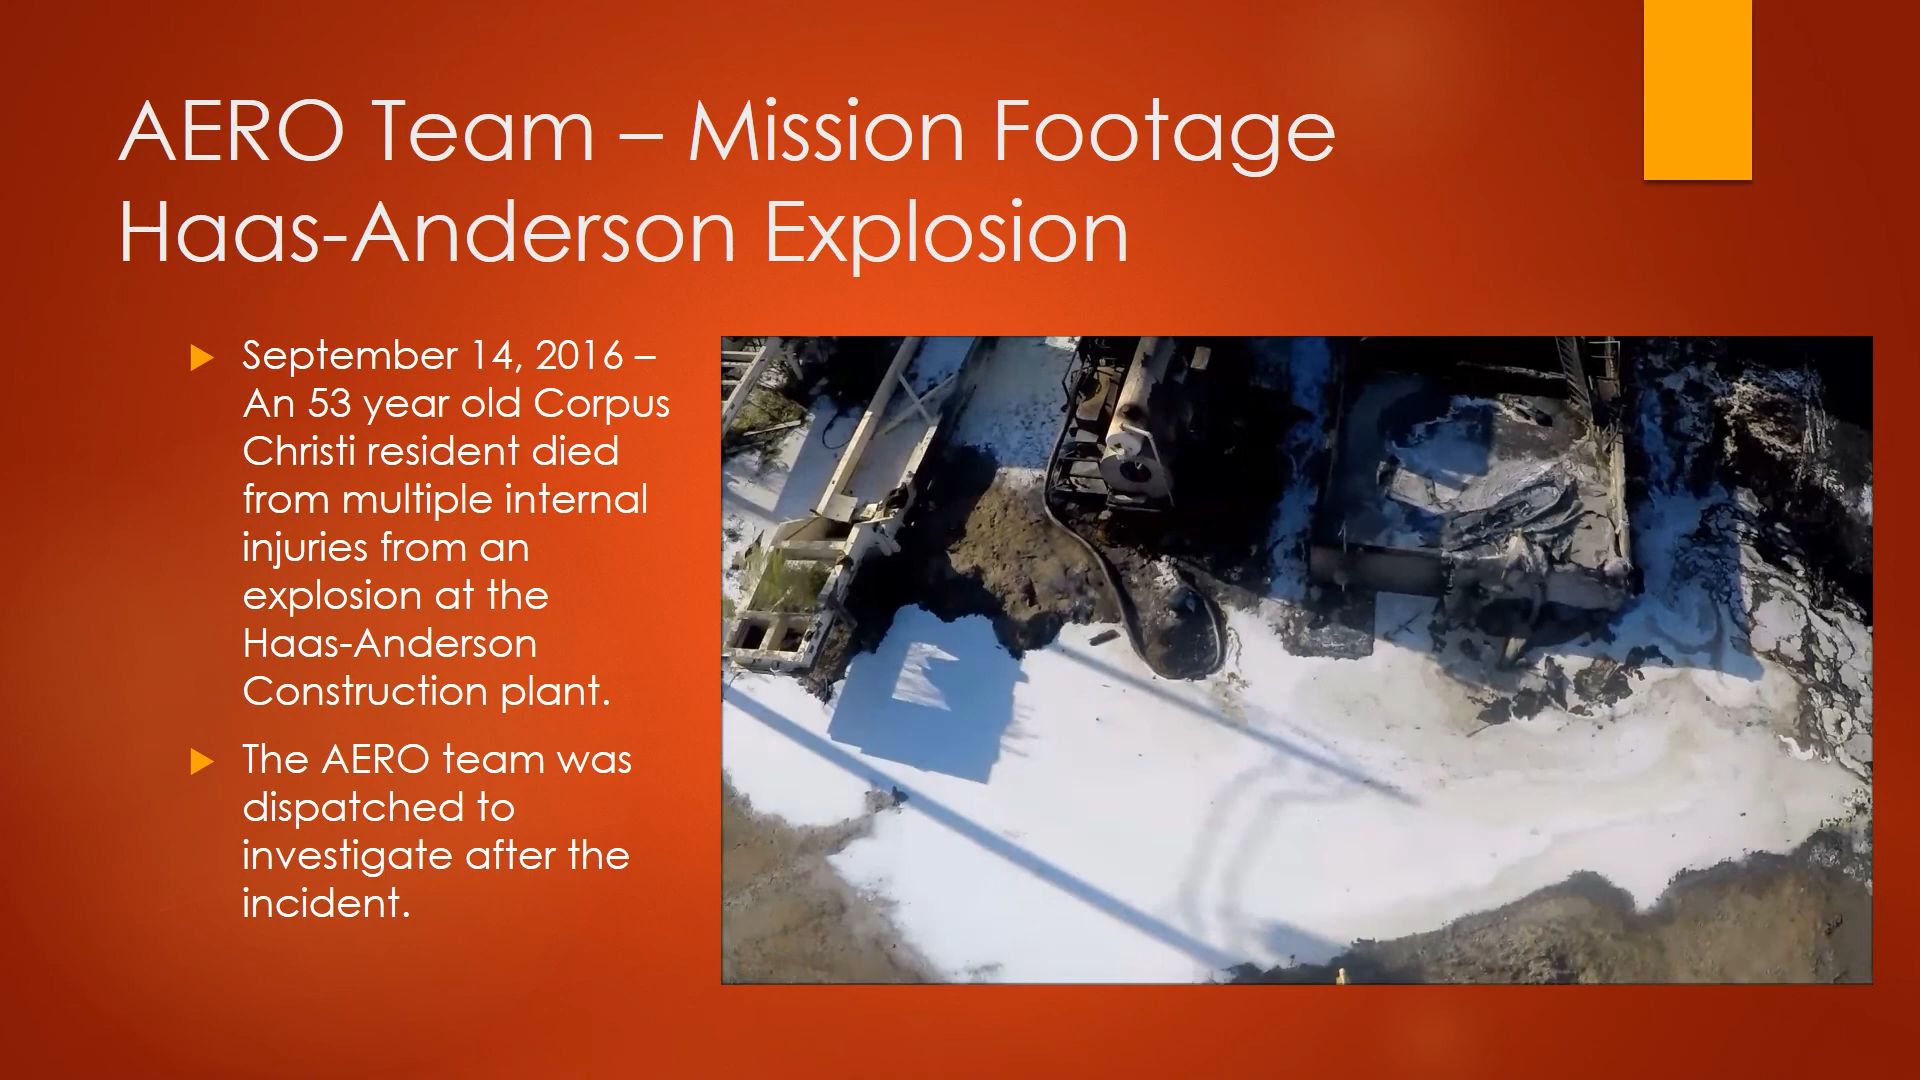 AERO Team – Mission Footage
Haas-Anderson Explosion
September 14, 2016 –
An 53 year old Corpus
Christi resident died
from multiple internal
injuries from an
explosion at the
Haas-Anderson
Construction plant.
The AERO team was
dispatched to
investigate after the
incident.